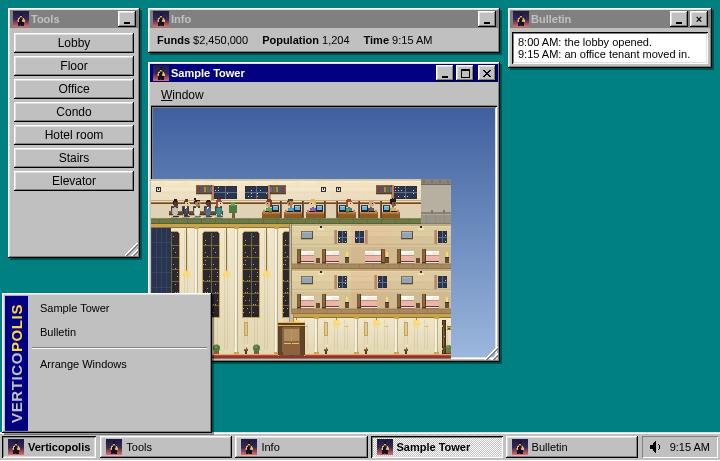 Tools
Lobby
Floor
Office
Condo
Hotel room
Stairs
Elevator
Info
Funds $2,450,000 Population 1,204 Time 9:15 AM
Bulletin
8:00 AM: the lobby opened.
9:15 AM: an office tenant moved in.
Sample Tower
Window
VERTICOPOLIS
Sample Tower
Bulletin
Arrange Windows
Verticopolis
Tools
Info
Sample Tower
Bulletin
9:15 AM